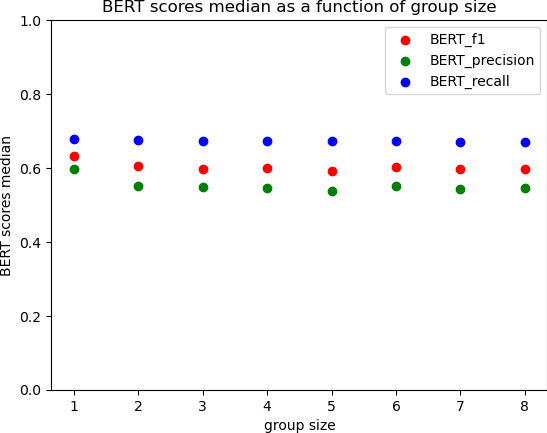 BERT scores median as a function of group size
BERT_f1
BERT_precision
BERT_recall
1.0
0.8
0.6
0.4
0.2
0.0
BERT scores median
1 2 3 4 5 6 7 8
group size